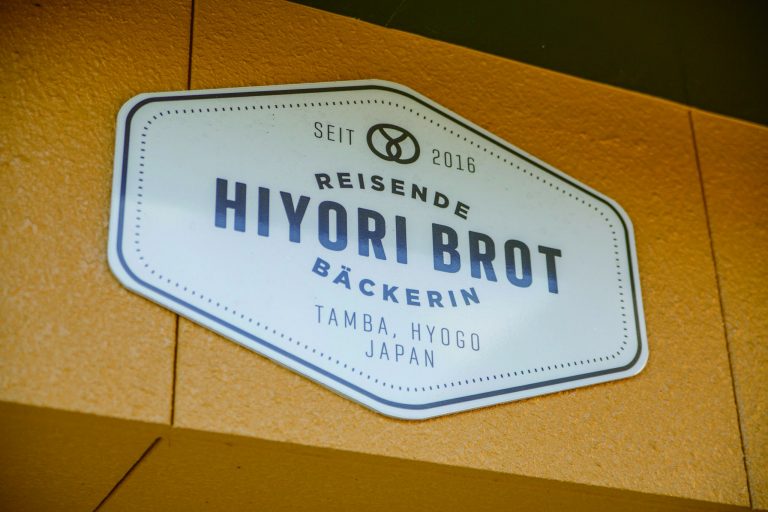 SEIT 2016
REISENDE
HIYORI BROT
BÄCKERIN
TAMBA, HYOGO
JAPAN